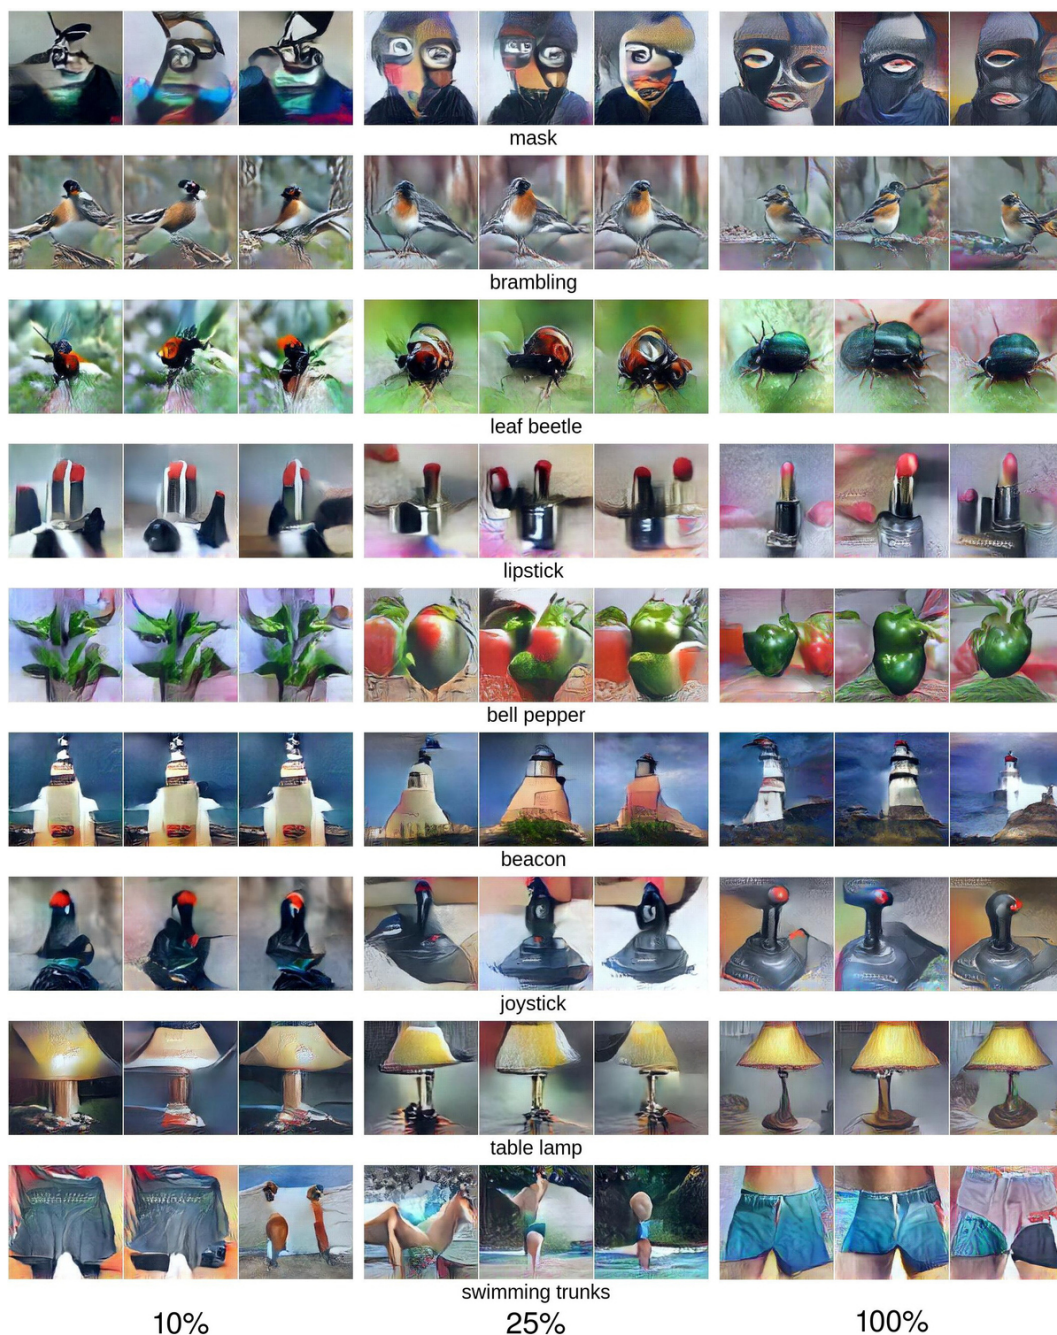 mask
brambling
leaf beetle
lipstick
bell pepper
beacon
joystick
table lamp
swimming trunks
10% 25% 100%